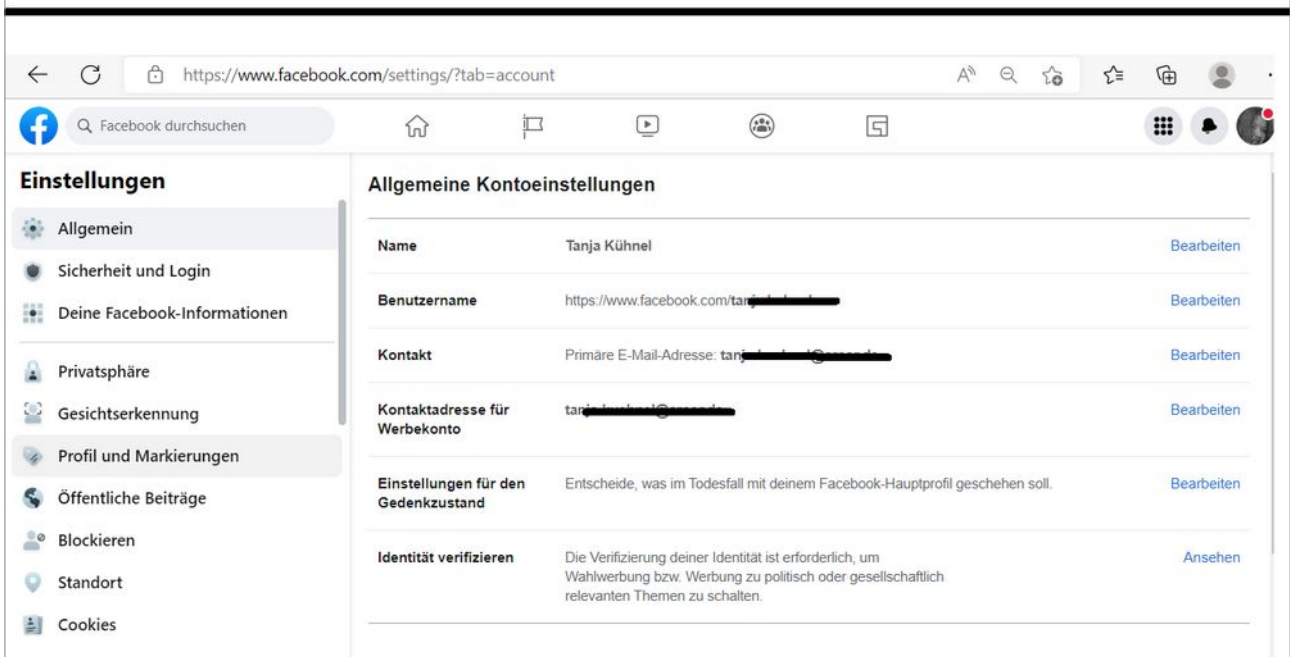 https://www.facebook.com/settings/?tab=account
Facebook durchsuchen
Einstellungen
Allgemein
Sicherheit und Login
Deine Facebook-Informationen
Privatsphäre
Gesichtserkennung
Profil und Markierungen
Öffentliche Beiträge
Blockieren
Standort
Cookies
Allgemeine Kontoeinstellungen
Name Tanja Kühnel Bearbeiten
Benutzername https://www.facebook.com/ Bearbeiten
Kontakt Primäre E-Mail-Adresse: Bearbeiten
Kontaktadresse für
Werbekonto Bearbeiten
Einstellungen für den
Gedenkzustand Entscheide, was im Todesfall mit deinem Facebook-Hauptprofil geschehen soll. Bearbeiten
Identität verifizieren Die Verifizierung deiner Identität ist erforderlich, um Ansehen
Wahlwerbung bzw. Werbung zu politisch oder gesellschaftlich
relevanten Themen zu schalten.